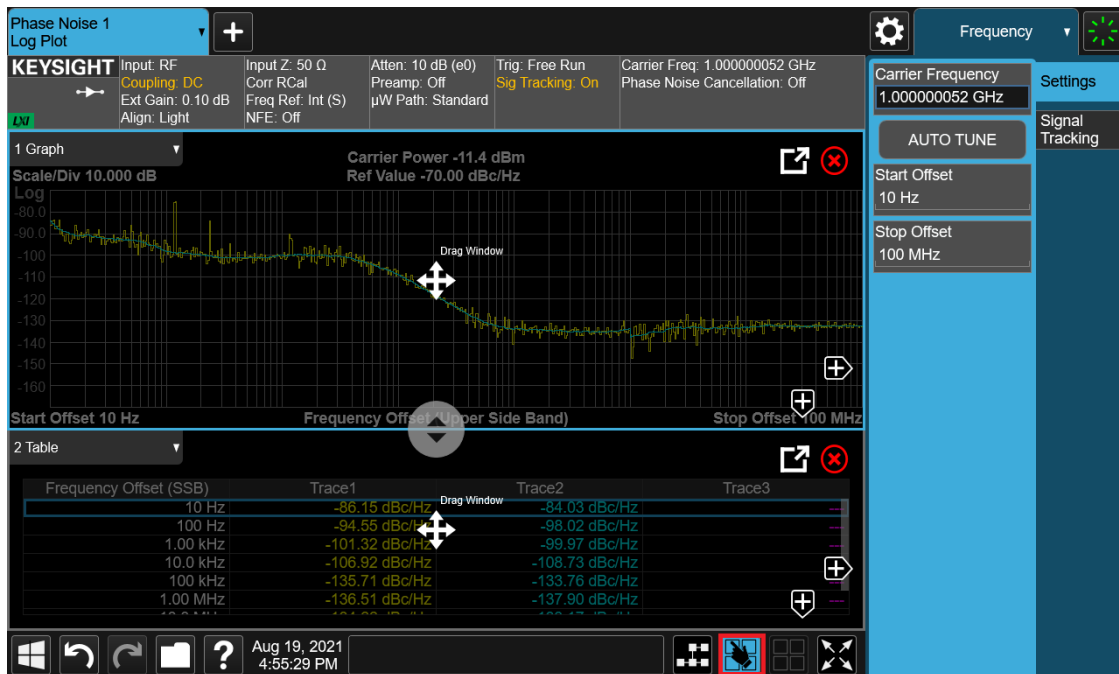 Phase Noise 1
Log Plot
Frequency
KEYSIGHT
LXI
Input: RF
Coupling: DC
Ext Gain: 0.10 dB
Align: Light
Input Z: 50 Ω
Corr RCal
Freq Ref: Int (S)
NFE: Off
Atten: 10 dB (e0)
Preamp: Off
µW Path: Standard
Trig: Free Run
Sig Tracking: On
Carrier Freq: 1.000000052 GHz
Phase Noise Cancellation: Off
1 Graph
Scale/Div 10.000 dB
Carrier Power -11.4 dBm
Ref Value -70.00 dBc/Hz
Log
-80.0
-90.0
-100
-110
-120
-130
-140
-150
-160
Drag Window
Start Offset 10 Hz
Frequency Offset (Upper Side Band)
Stop Offset 100 MHz
2 Table
Frequency Offset (SSB) Trace1 Trace2 Trace3
10 Hz -86.15 dBc/Hz -84.03 dBc/Hz ---
Drag Window
100 Hz -94.55 dBc/Hz -98.02 dBc/Hz ---
1.00 kHz -101.32 dBc/Hz -99.97 dBc/Hz ---
10.0 kHz -106.92 dBc/Hz -108.73 dBc/Hz ---
100 kHz -135.71 dBc/Hz -133.76 dBc/Hz ---
1.00 MHz -136.51 dBc/Hz -137.90 dBc/Hz ---
?
Aug 19, 2021
4:55:29 PM
Carrier Frequency
1.000000052 GHz
AUTO TUNE
Start Offset
10 Hz
Stop Offset
100 MHz
Settings
Signal
Tracking